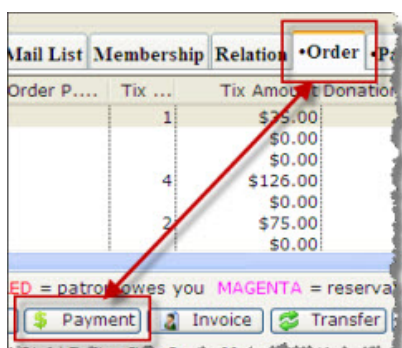 Mail List Membership Relation •Order
Order P.... Tix ... Tix Amount Donation
1 $35.00
$0.00
$0.00
4 $126.00
$0.00
2 $75.00
$0.00
= patron owes you MAGENTA =
Payment Invoice Transfer